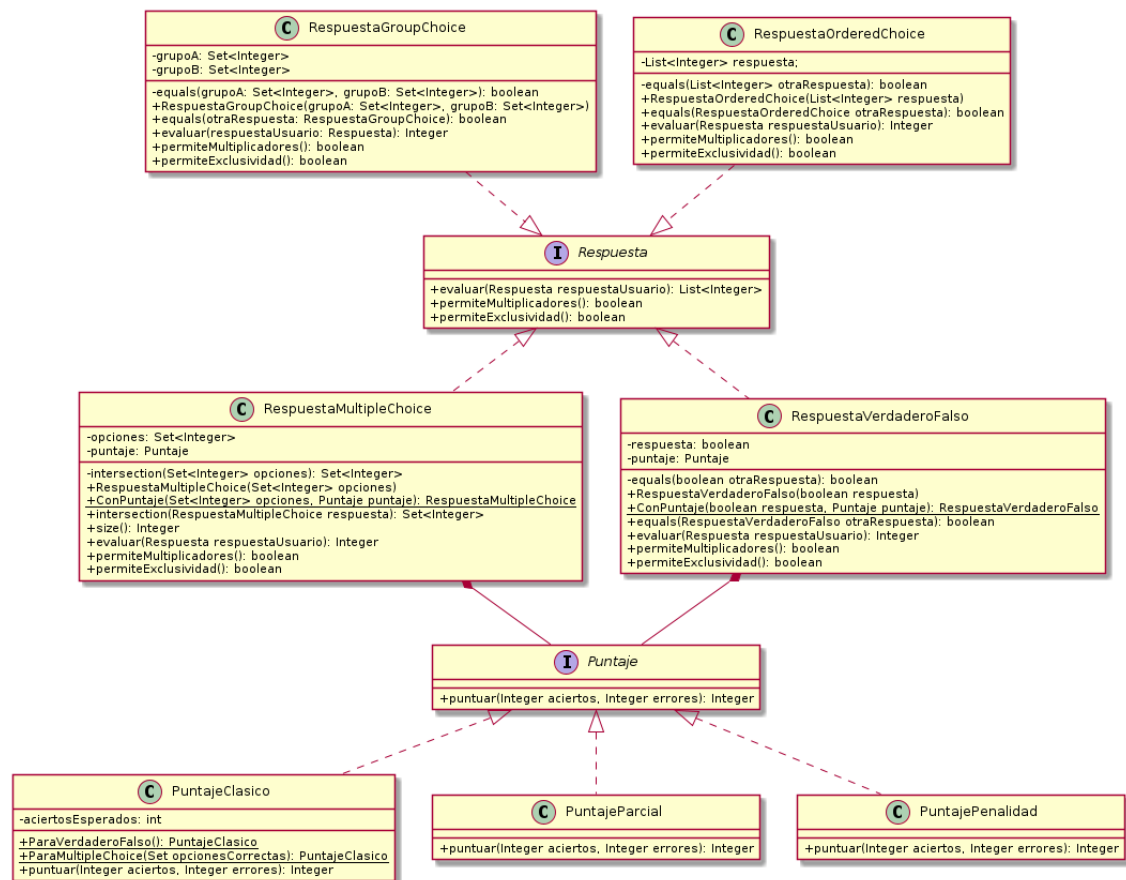 C RespuestaGroupChoice
-grupoA: Set<Integer>
-grupoB: Set<Integer>
-equals(grupoA: Set<Integer>, grupoB: Set<Integer>): boolean
+RespuestaGroupChoice(grupoA: Set<Integer>, grupoB: Set<Integer>)
+equals(otraRespuesta: RespuestaGroupChoice): boolean
+evaluar(respuestaUsuario: Respuesta): Integer
+permiteMultiplicadores(): boolean
+permiteExclusividad(): boolean
C RespuestaOrderedChoice
-List<Integer> respuesta;
-equals(List<Integer> otraRespuesta): boolean
+RespuestaOrderedChoice(List<Integer> respuesta)
+equals(RespuestaOrderedChoice otraRespuesta): boolean
+evaluar(Respuesta respuestaUsuario): Integer
+permiteMultiplicadores(): boolean
+permiteExclusividad(): boolean
I Respuesta
+evaluar(Respuesta respuestaUsuario): List<Integer>
+permiteMultiplicadores(): boolean
+permiteExclusividad(): boolean
C RespuestaMultipleChoice
-opciones: Set<Integer>
-puntaje: Puntaje
-intersection(Set<Integer> opciones): Set<Integer>
+RespuestaMultipleChoice(Set<Integer> opciones)
+ConPuntaje(Set<Integer> opciones, Puntaje puntaje): RespuestaMultipleChoice
+intersection(RespuestaMultipleChoice respuesta): Set<Integer>
+size(): Integer
+evaluar(Respuesta respuestaUsuario): Integer
+permiteMultiplicadores(): boolean
+permiteExclusividad(): boolean
C RespuestaVerdaderoFalso
-respuesta: boolean
-puntaje: Puntaje
-equals(boolean otraRespuesta): boolean
+RespuestaVerdaderoFalso(boolean respuesta)
+ConPuntaje(boolean respuesta, Puntaje puntaje): RespuestaVerdaderoFalso
+equals(RespuestaVerdaderoFalso otraRespuesta): boolean
+evaluar(Respuesta respuestaUsuario): Integer
+permiteMultiplicadores(): boolean
+permiteExclusividad(): boolean
I Puntaje
+puntuar(Integer aciertos, Integer errores): Integer
C PuntajeClasico
-aciertosEsperados: int
+ParaVerdaderoFalso(): PuntajeClasico
+ParaMultipleChoice(Set opcionesCorrectas): PuntajeClasico
+puntuar(Integer aciertos, Integer errores): Integer
C PuntajeParcial
+puntuar(Integer aciertos, Integer errores): Integer
C PuntajePenalidad
+puntuar(Integer aciertos, Integer errores): Integer